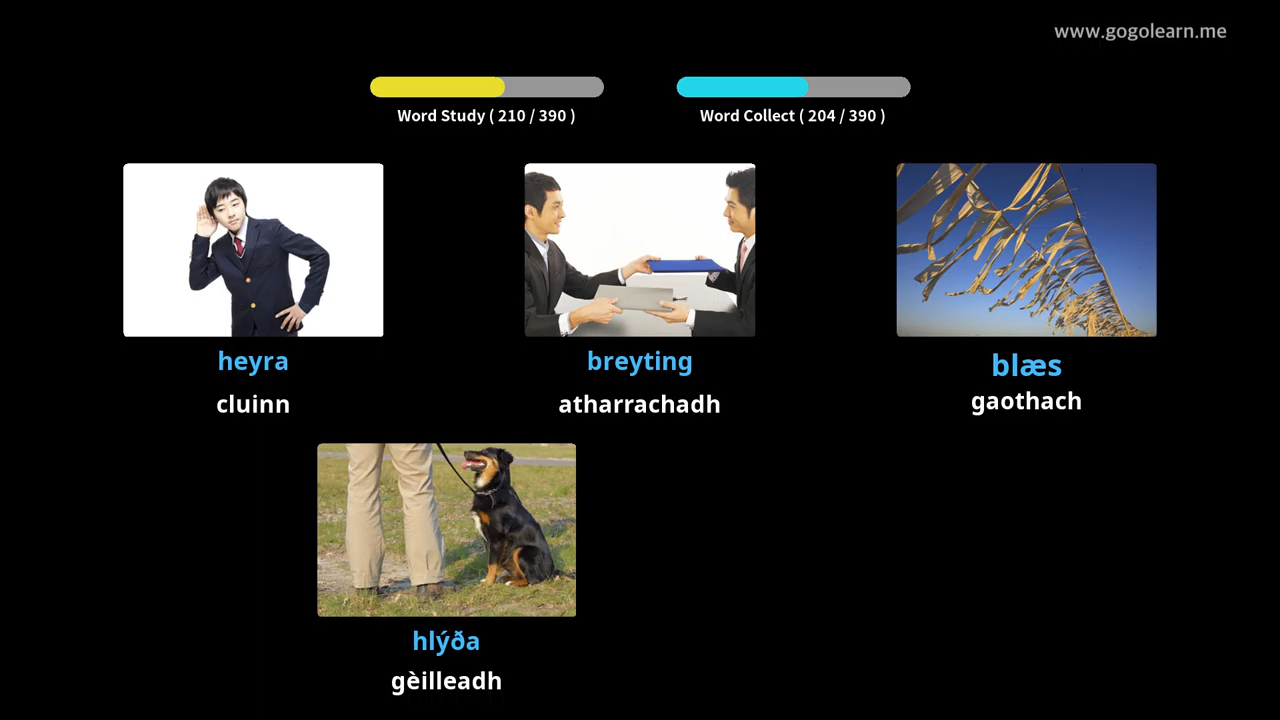 www.gogolearn.me
Word Study ( 210 / 390 )
Word Collect ( 204 / 390 )
heyra
cluinn
breyting
atharrachadh
blæs
gaothach
hlýða
gèilleadh